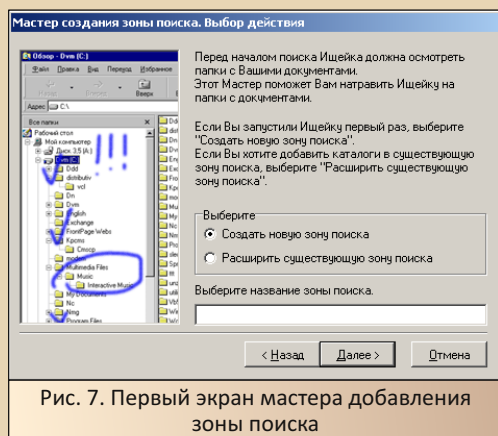 Мастер создания зоны поиска. Выбор действия
Обзор - Dvm (C:)
Файл Правка Вид Переход Избранное
Назад Вперед Вверх
Адрес C:\
Все папки
Рабочий стол
Мой компьютер
Диск 3,5 (A:)
Dvm (C:)
Ddd
distributiv
vcl
Dn
Dvm
English
Exchange
FrontPage Webs
Kpcms
Cmscp
modem
Multimedia Files
Music
Interactive Music
My Documents
Nc
Nmg
Program Files
!!!
Перед началом поиска Ищейка должна осмотреть
папки с Вашими документами.
Этот Мастер поможет Вам натравить Ищейку на
папки с документами.
Если Вы запустили Ищейку первый раз, выберите
"Создать новую зону поиска".
Если Вы хотите добавить каталоги в существующую
зону поиска, выберите "Расширить существующую
зону поиска".
Выберите
Создать новую зону поиска
Расширить существующую зону поиска
Выберите название зоны поиска.
< Назад
Далее >
Отмена
Рис. 7. Первый экран мастера добавления
зоны поиска